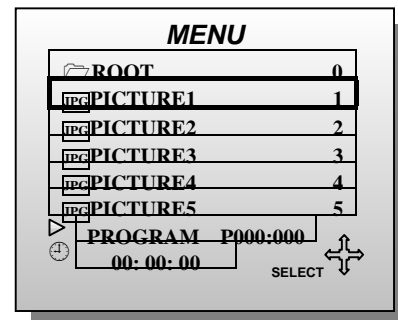 MENU
ROOT 0
JPG PICTURE1 1
JPG PICTURE2 2
JPG PICTURE3 3
JPG PICTURE4 4
JPG PICTURE5 5
PROGRAM P000:000
00: 00: 00
SELECT